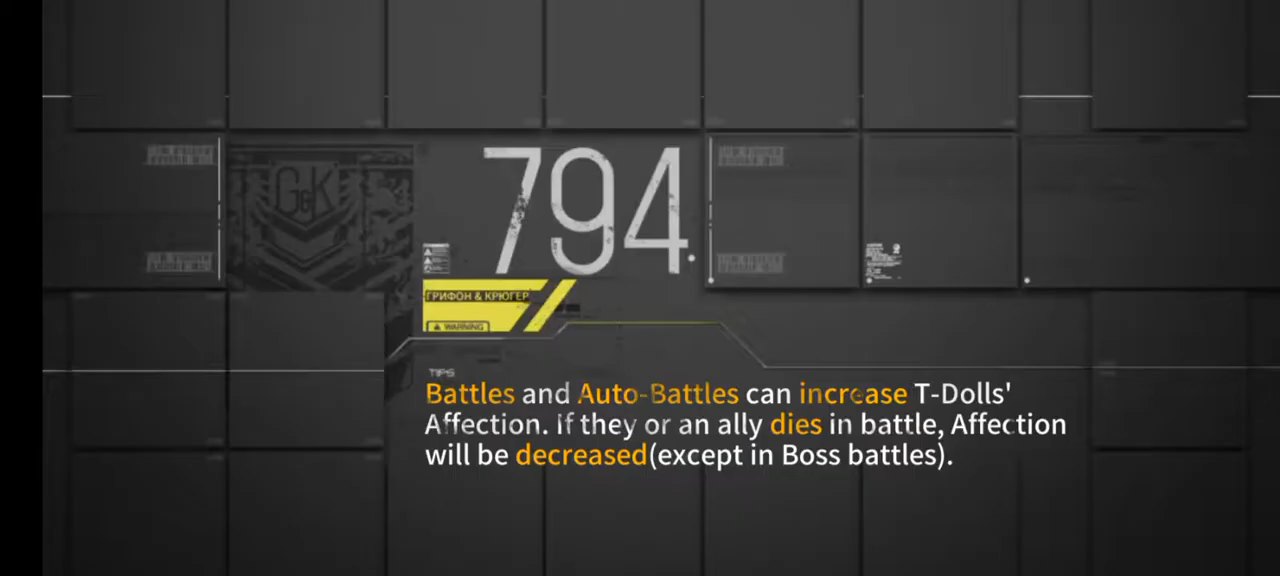 G&K
794.
ГРИФОН & КРЮГЕР
WARNING
TIPS
Battles and Auto-Battles can increase T-Dolls'
Affection. If they or an ally dies in battle, Affection
will be decreased(except in Boss battles).